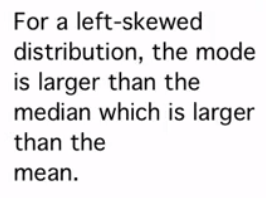 For a left-skewed
distribution, the mode
is larger than the
median which is larger
than the
mean.